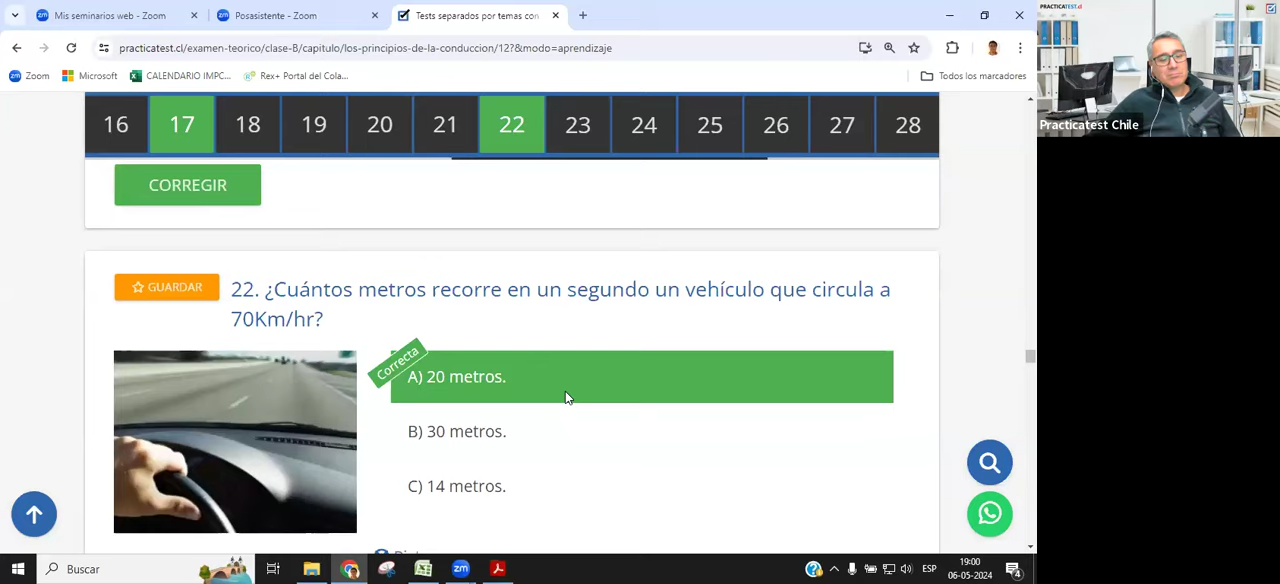 Mis seminarios web - Zoom
Posasistente - Zoom
Tests separados por temas con
practicatest.cl/examen-teorico/clase-B/capitulo/los-principios-de-la-conduccion/12?&modo=aprendizaje
Zoom
Microsoft
CALENDARIO IMPC...
Rex+ Portal del Cola...
Todos los marcadores
PRACTICATEST.cl
Practicatest Chile
16 17 18 19 20 21 22 23 24 25 26 27 28
CORREGIR
GUARDAR
22. ¿Cuántos metros recorre en un segundo un vehículo que circula a
70Km/hr?
Correcta
A) 20 metros.
B) 30 metros.
C) 14 metros.
Buscar
ESP
19:00
06-05-2024
4